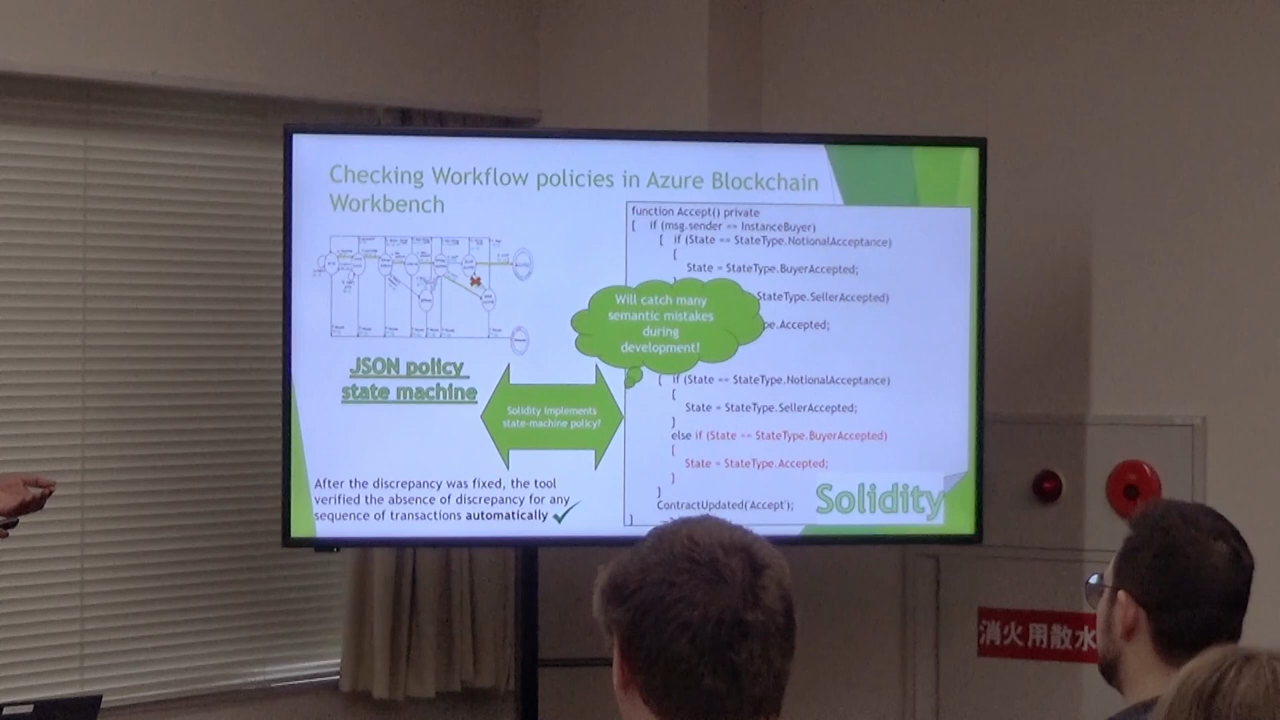 Checking Workflow policies in Azure Blockchain
Workbench
JSON policy
state machine
Solidity implements
state-machine policy?
After the discrepancy was fixed, the tool
verified the absence of discrepancy for any
sequence of transactions automatically
function Accept() private
{ if (msg.sender == InstanceBuyer)
{ if (State == StateType.NotionalAcceptance)
{
State = StateType.BuyerAccepted;
StateType.SellerAccepted)
pe.Accepted;
Will catch many
semantic mistakes
during
development!
{ if (State == StateType.NotionalAcceptance)
{
State = StateType.SellerAccepted;
}
else if (State == StateType.BuyerAccepted)
{
State = StateType.Accepted;
}
}
ContractUpdated('Accept');
}
Solidity
消火用散水